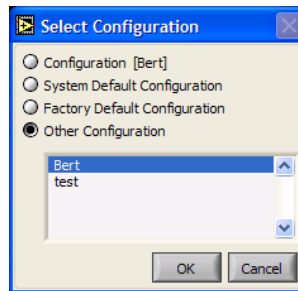 Select Configuration
Configuration [Bert]
System Default Configuration
Factory Default Configuration
Other Configuration
Bert
test
OK Cancel